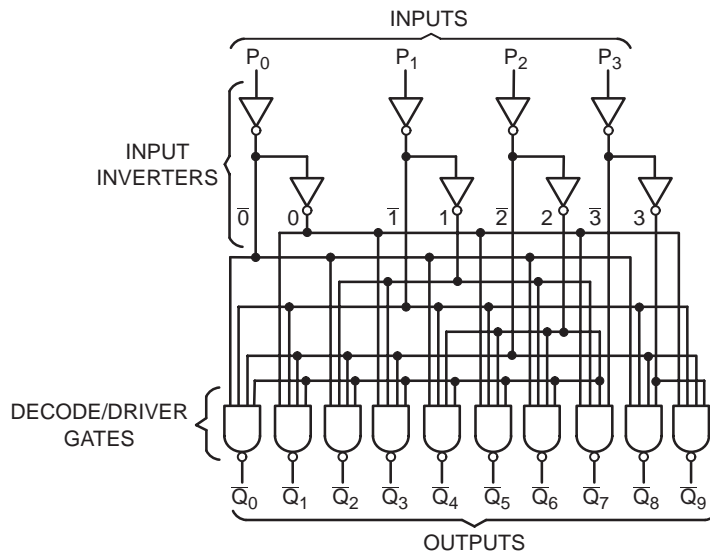 INPUTS
P₀ P₁ P₂ P₃
INPUT
INVERTERS
0̅ 0 1̅ 1 2̅ 2 3̅ 3
DECODE/DRIVER
GATES
Q̅₀ Q̅₁ Q̅₂ Q̅₃ Q̅₄ Q̅₅ Q̅₆ Q̅₇ Q̅₈ Q̅₉
OUTPUTS